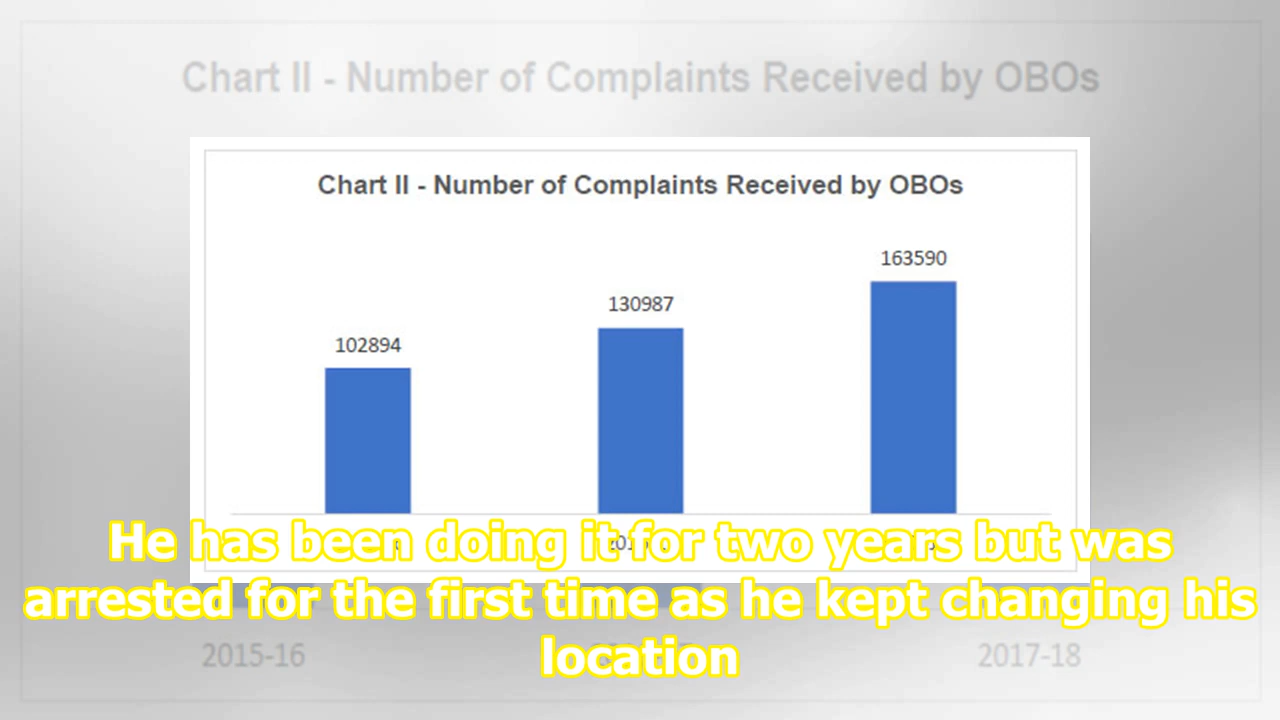 Chart II - Number of Complaints Received by OBOs
Chart II - Number of Complaints Received by OBOs
163590
130987
102894
He has been doing it for two years but was
arrested for the first time as he kept changing his
location
2015-16
2017-18